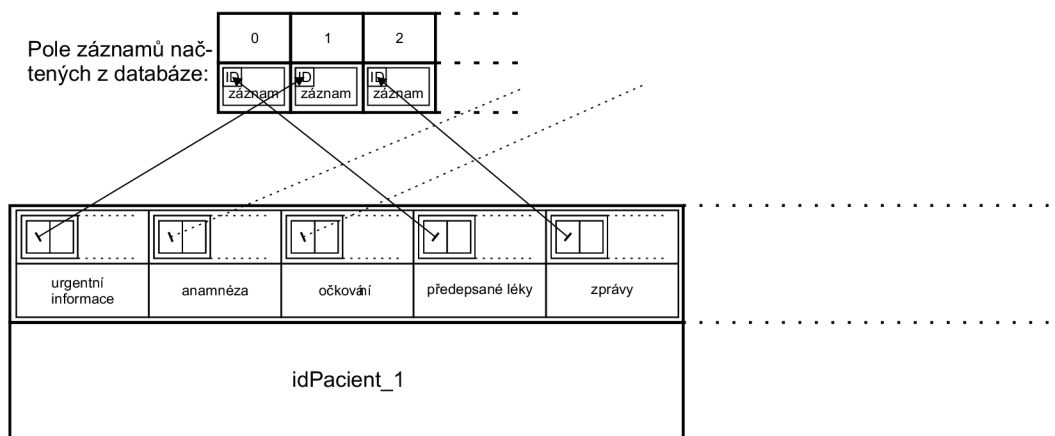 Pole záznamů nač-
tených z databáze:
0 1 2
ID ID ID
záznam záznam záznam
urgentní
informace
anamnéza
očkování
předepsané léky
zprávy
idPacient_1